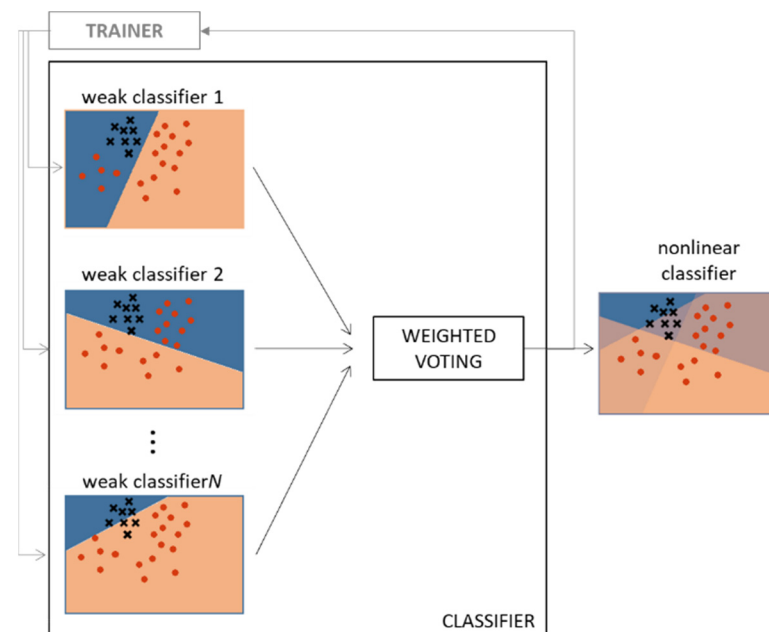 TRAINER
weak classifier 1
weak classifier 2
nonlinear
classifier
WEIGHTED
VOTING
weak classifierN
CLASSIFIER